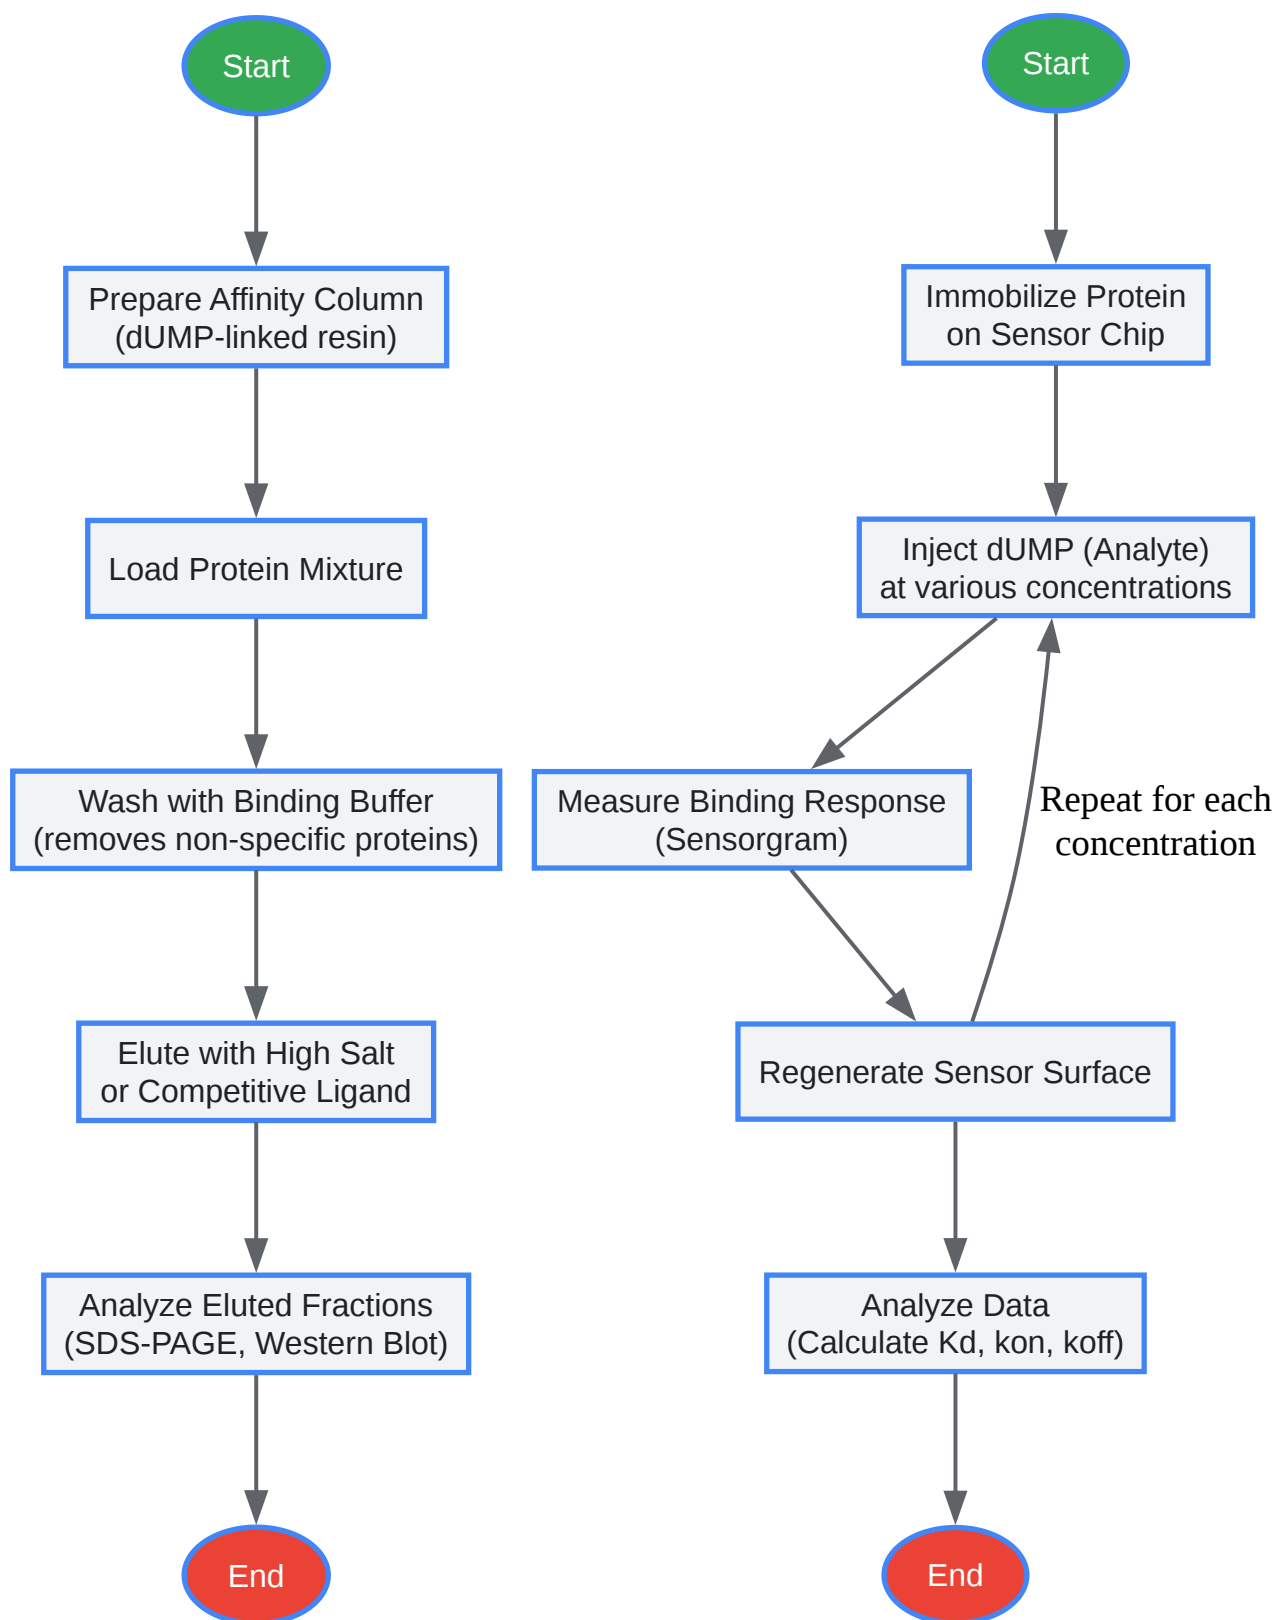 Start
Prepare Affinity Column
(dUMP-linked resin)
Load Protein Mixture
Wash with Binding Buffer
(removes non-specific proteins)
Elute with High Salt
or Competitive Ligand
Analyze Eluted Fractions
(SDS-PAGE, Western Blot)
End
Start
Immobilize Protein
on Sensor Chip
Inject dUMP (Analyte)
at various concentrations
Measure Binding Response
(Sensorgram)
Repeat for each
concentration
Regenerate Sensor Surface
Analyze Data
(Calculate Kd, kon, koff)
End